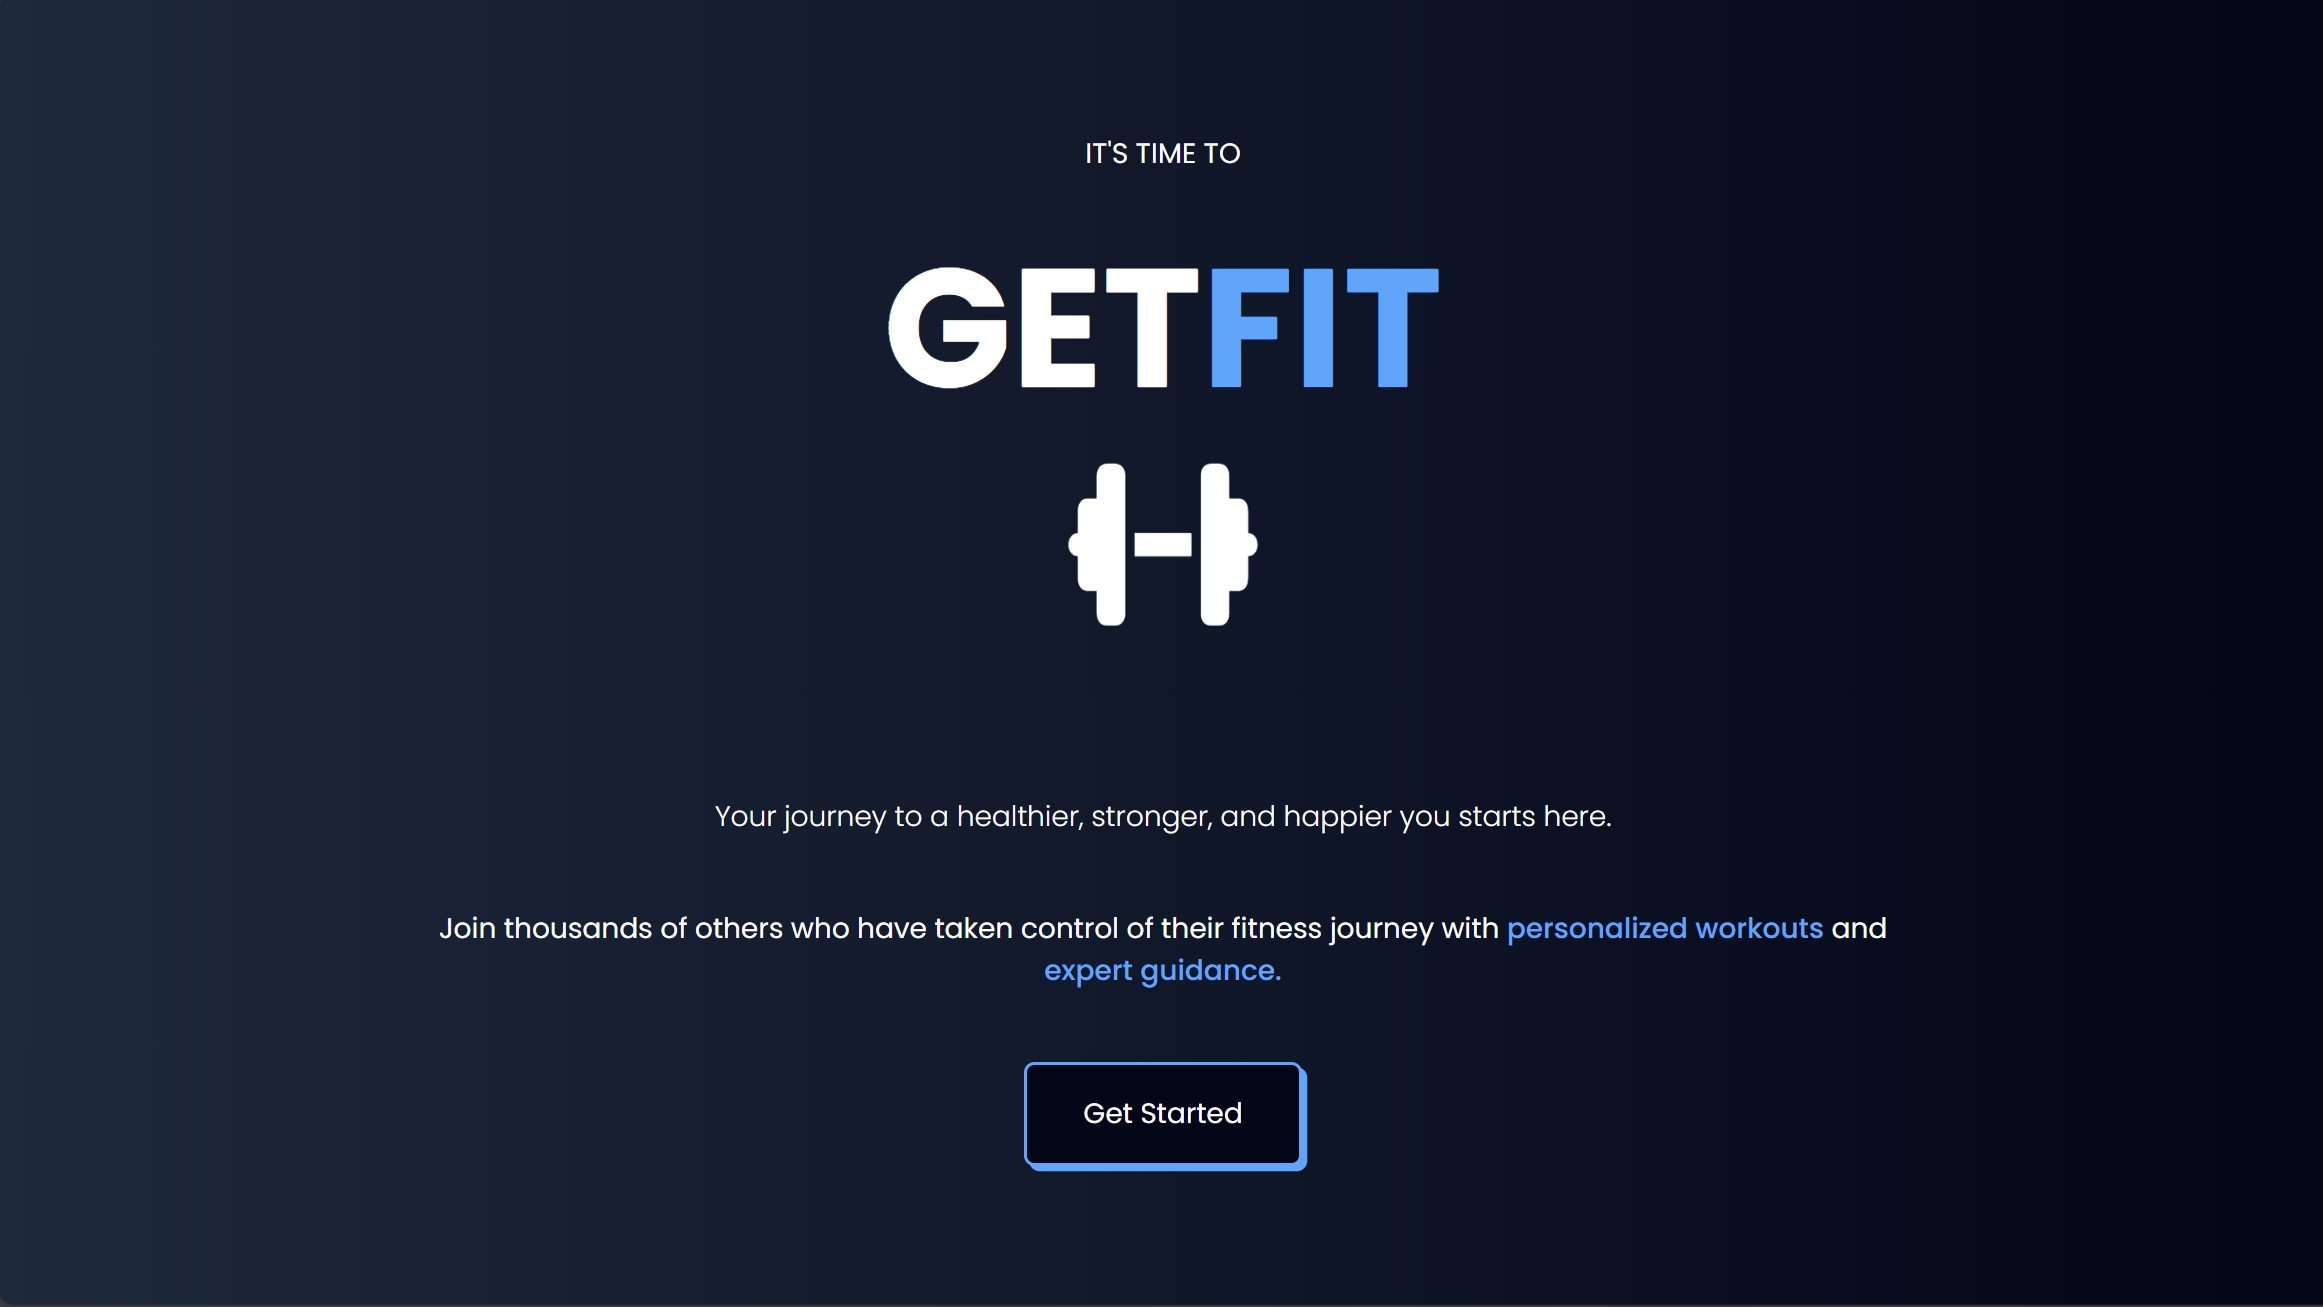 IT'S TIME TO
GETFIT
Your journey to a healthier, stronger, and happier you starts here.
Join thousands of others who have taken control of their fitness journey with personalized workouts and
expert guidance.
Get Started